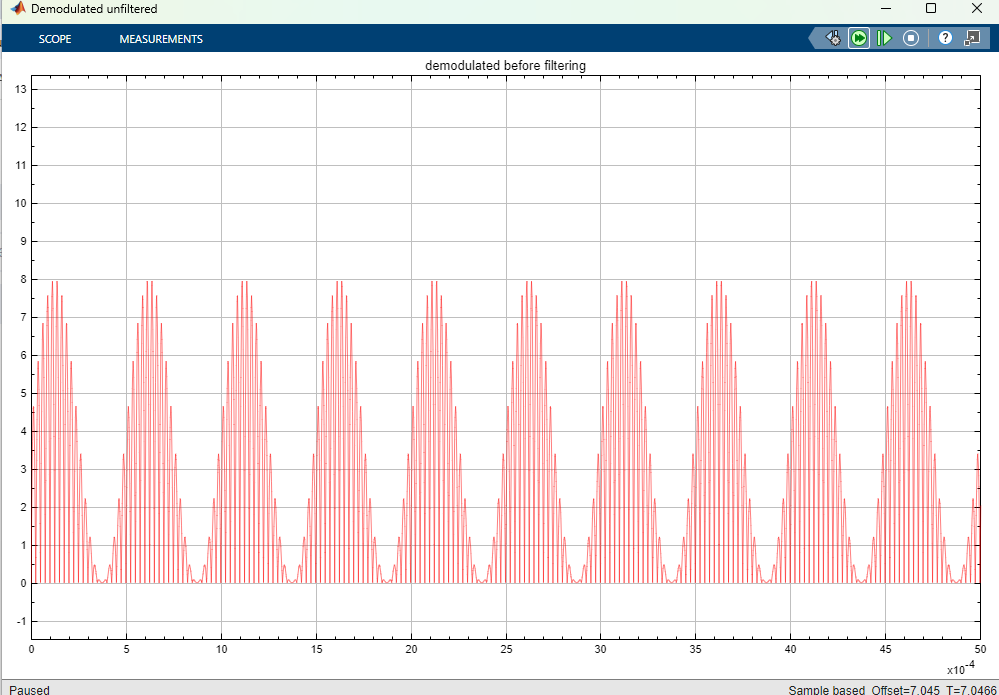 Demodulated unfiltered
SCOPE MEASUREMENTS ?
demodulated before filtering
13
12
11
10
9
8
7
6
5
4
3
2
1
0
-1
0 5 10 15 20 25 30 35 40 45 50
x10-4
Paused Sample based Offset=7.045 T=7.0466